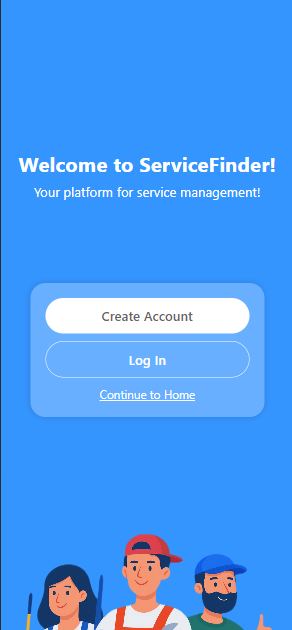 Welcome to ServiceFinder!
Your platform for service management!
Create Account
Log In
Continue to Home